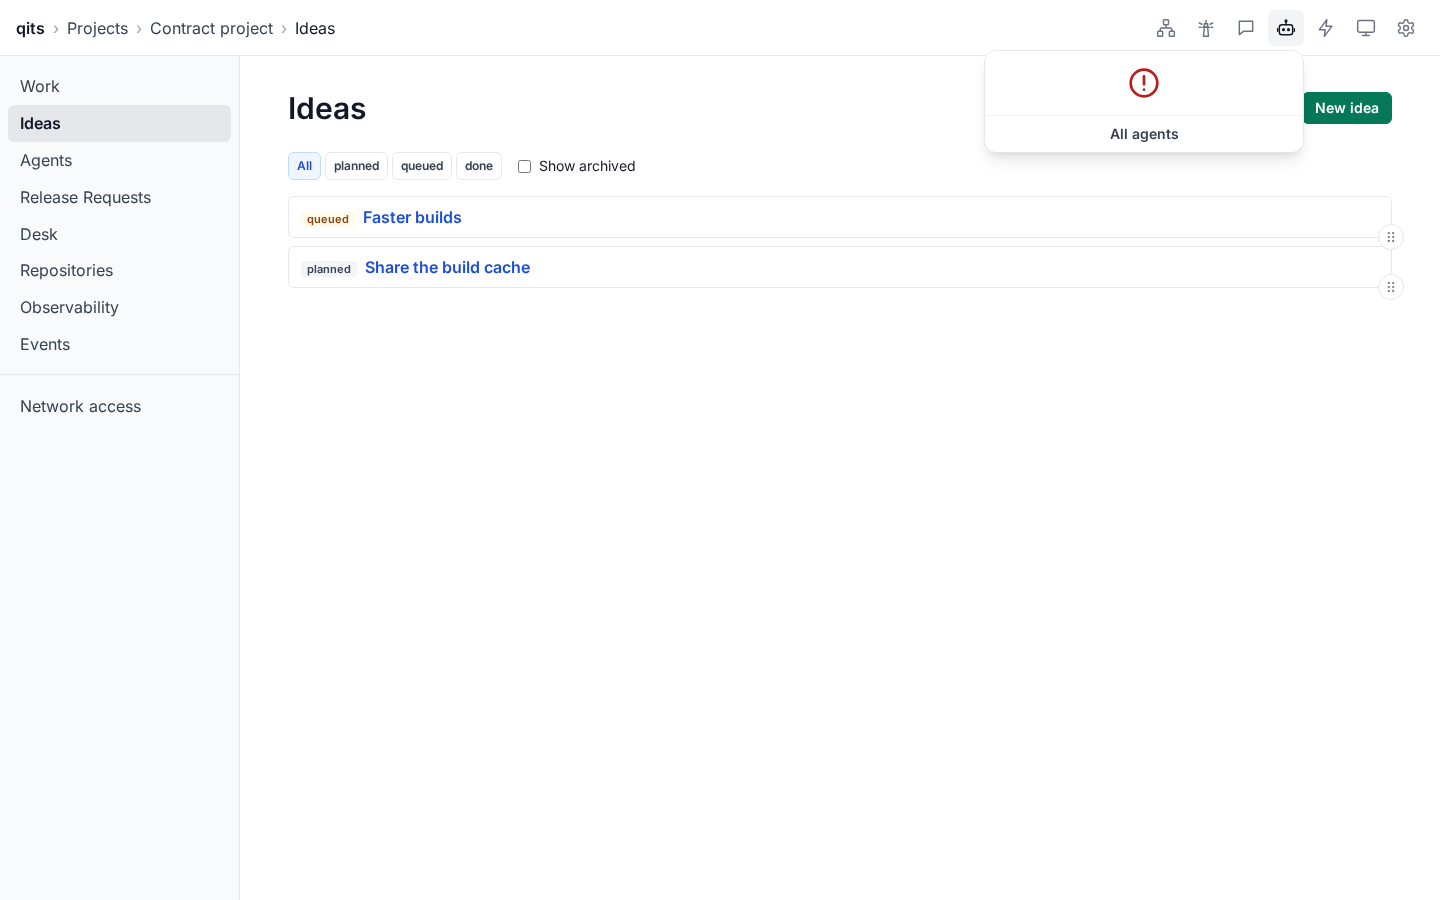 qits › Projects › Contract project › Ideas
Work
Ideas
Agents
Release Requests
Desk
Repositories
Observability
Events
Network access
Ideas
New idea
All agents
All planned queued done Show archived
queued Faster builds
planned Share the build cache